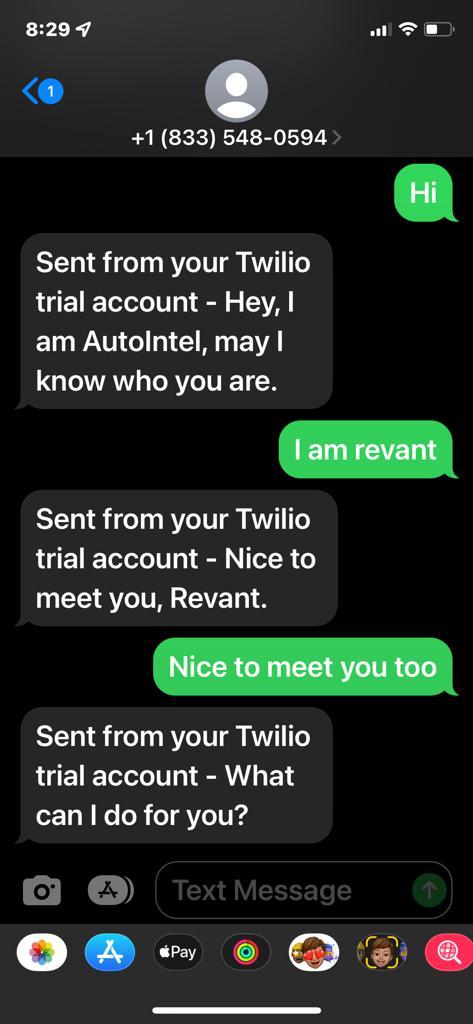 8:29
1
+1 (833) 548-0594
Hi
Sent from your Twilio
trial account - Hey, I
am AutoIntel, may I
know who you are.
I am revant
Sent from your Twilio
trial account - Nice to
meet you, Revant.
Nice to meet you too
Sent from your Twilio
trial account - What
can I do for you?
Text Message
Pay